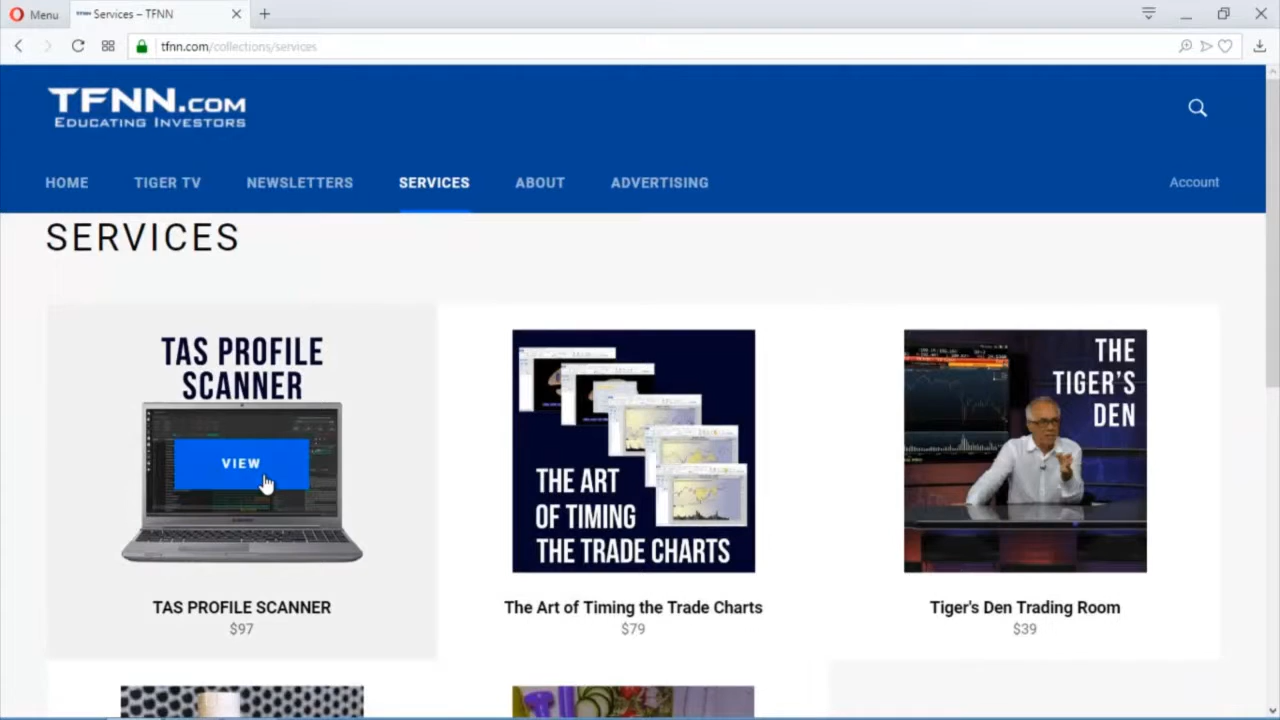 Menu
Services – TFNN
tfnn.com/collections/services
TFNN.COM
EDUCATING INVESTORS
HOME TIGER TV NEWSLETTERS SERVICES ABOUT ADVERTISING Account
SERVICES
TAS PROFILE
SCANNER
VIEW
TAS PROFILE SCANNER
$97
THE ART
OF TIMING
THE TRADE CHARTS
The Art of Timing the Trade Charts
$79
THE
TIGER'S
DEN
Tiger's Den Trading Room
$39